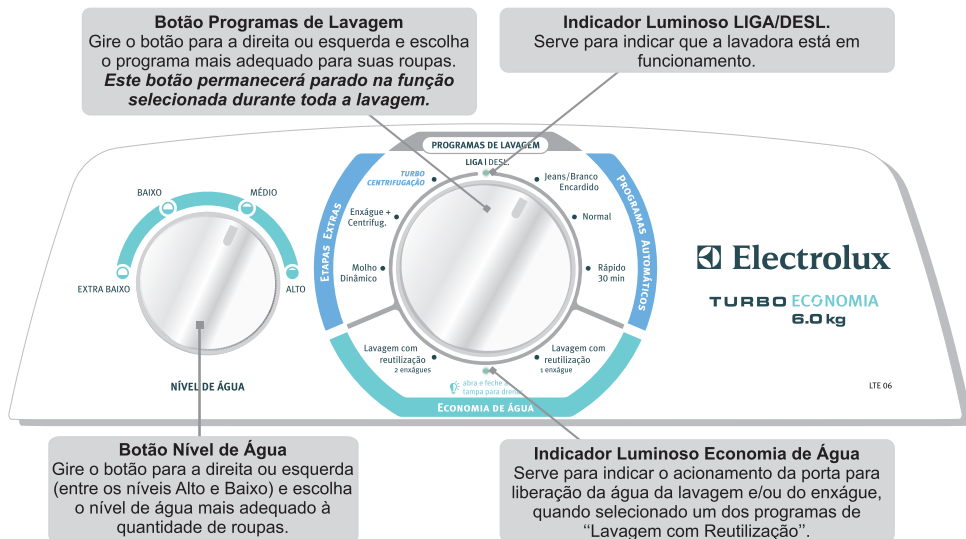 Botão Programas de Lavagem
Gire o botão para a direita ou esquerda e escolha
o programa mais adequado para suas roupas.
Este botão permanecerá parado na função
selecionada durante toda a lavagem.
Indicador Luminoso LIGA/DESL.
Serve para indicar que a lavadora está em
funcionamento.
PROGRAMAS DE LAVAGEM
LIGA | DESL.
TURBO
CENTRIFUGAÇÃO
Enxágue +
Centrifug.
Molho
Dinâmico
ETAPAS EXTRAS
Jeans/Branco
Encardido
Normal
Rápido
30 min
PROGRAMAS AUTOMÁTICOS
BAIXO
MÉDIO
EXTRA BAIXO
ALTO
NÍVEL DE ÁGUA
Lavagem com
reutilização
2 enxágues
Lavagem com
reutilização
1 enxágue
abra e feche a
tampa para drenar
ECONOMIA DE ÁGUA
Electrolux
TURBO ECONOMIA
6.0 kg
LTE 06
Botão Nível de Água
Gire o botão para a direita ou esquerda
(entre os níveis Alto e Baixo) e escolha
o nível de água mais adequado à
quantidade de roupas.
Indicador Luminoso Economia de Água
Serve para indicar o acionamento da porta para
liberação da água da lavagem e/ou do enxágue,
quando selecionado um dos programas de
‘‘Lavagem com Reutilização’’.